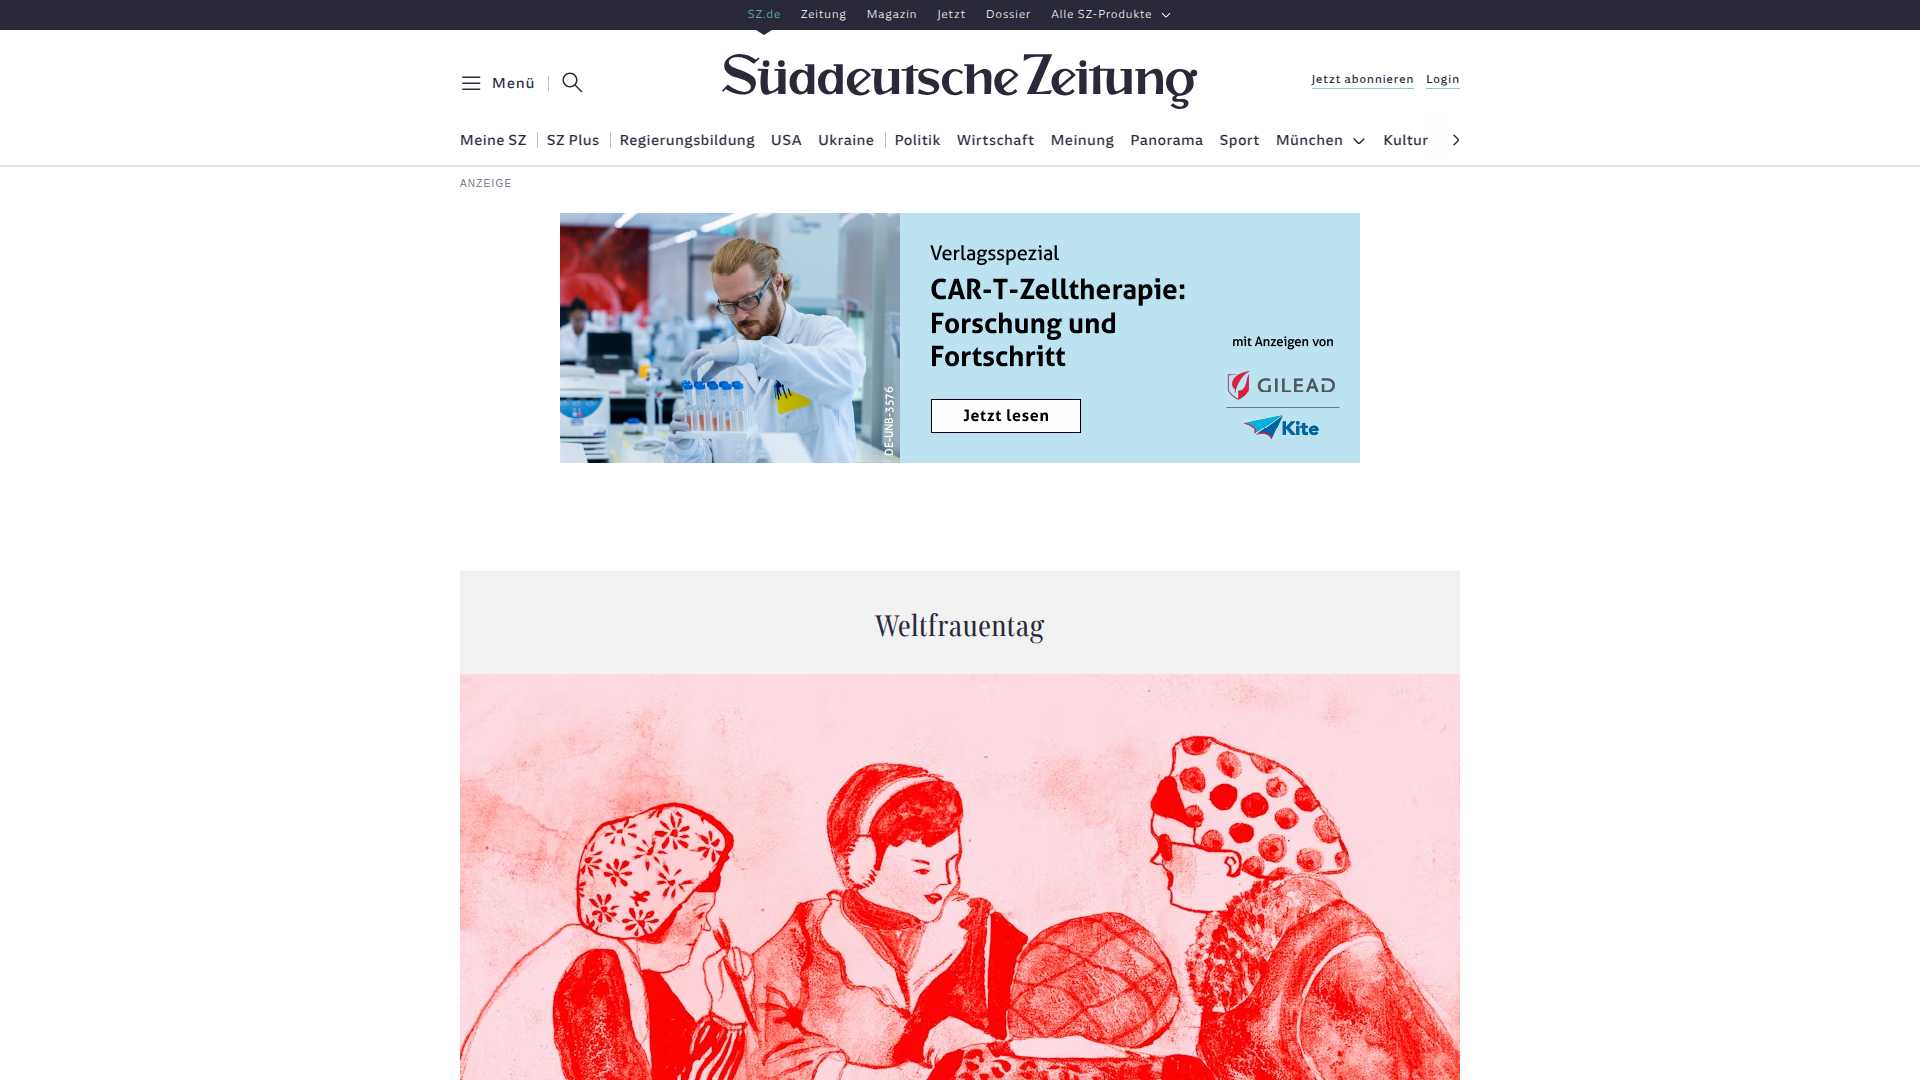 SZ.de Zeitung Magazin Jetzt Dossier Alle SZ-Produkte
Menü
Süddeutsche Zeitung
Jetzt abonnieren Login
Meine SZ SZ Plus Regierungsbildung USA Ukraine Politik Wirtschaft Meinung Panorama Sport München Kultur
ANZEIGE
Verlagsspezial
CAR-T-Zelltherapie:
Forschung und
Fortschritt
Jetzt lesen
mit Anzeigen von
GILEAD
Kite
DE-UNB-3576
Weltfrauentag